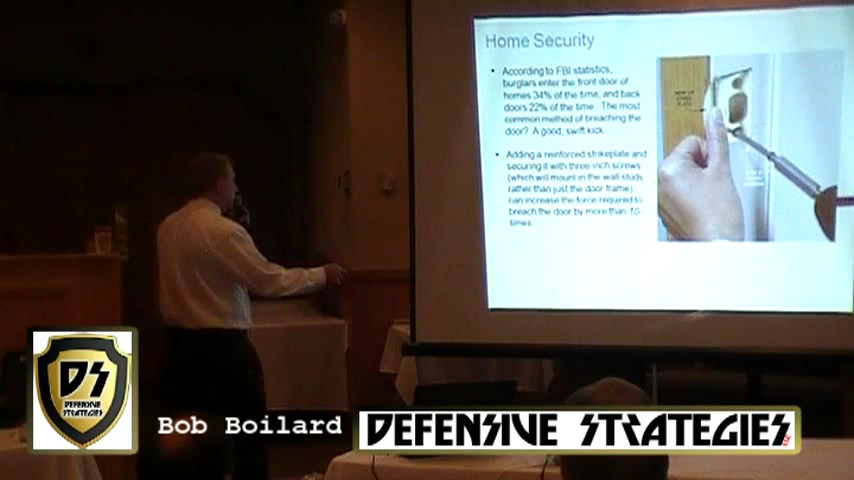 Home Security
• According to FBI statistics,
burglars enter the front door of
homes 34% of the time, and back
doors 22% of the time. The most
common method of breaching the
door? A good, swift kick.
• Adding a reinforced strikeplate and
securing it with three-inch screws
(which will mount in the wall studs
rather than just the door frame)
can increase the force required to
breach the door by more than 10
times.
DS
DEFENSIVE
STRATEGIES
Bob Boilard
DEFENSIVE STRATEGIES